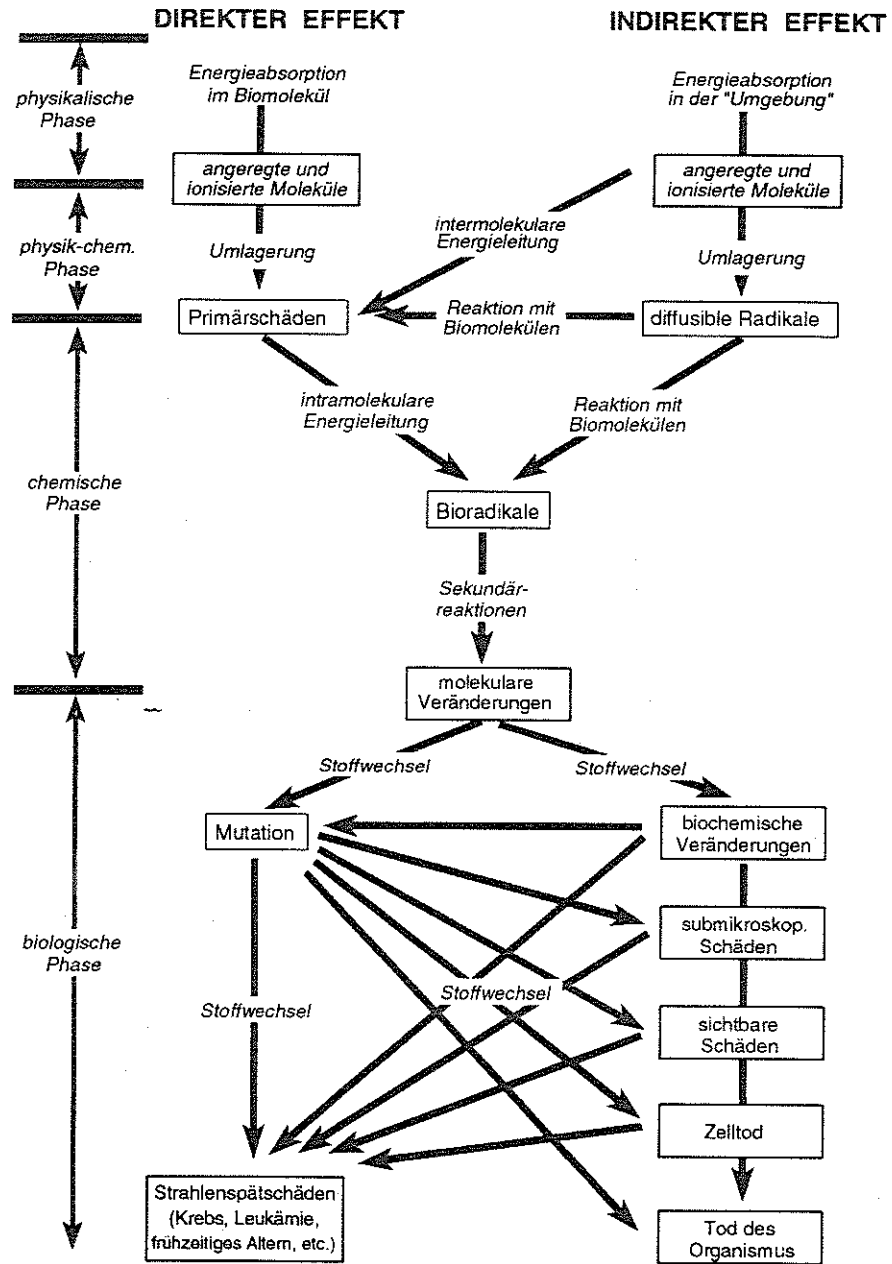 DIREKTER EFFEKT
INDIREKTER EFFEKT
physikalische
Phase
Energieabsorption
im Biomolekül
Energieabsorption
in der "Umgebung"
angeregte und
ionisierte Moleküle
angeregte und
ionisierte Moleküle
physik-chem.
Phase
Umlagerung
intermolekulare
Energieleitung
Umlagerung
Primärschäden
Reaktion mit
Biomolekülen
diffusible Radikale
intramolekulare
Energieleitung
Reaktion mit
Biomolekülen
chemische
Phase
Bioradikale
Sekundär-
reaktionen
molekulare
Veränderungen
Stoffwechsel
Stoffwechsel
Mutation
biochemische
Veränderungen
biologische
Phase
submikroskop.
Schäden
Stoffwechsel
Stoffwechsel
sichtbare
Schäden
Zelltod
Strahlenspätschäden
(Krebs, Leukämie,
frühzeitiges Altern, etc.)
Tod des
Organismus